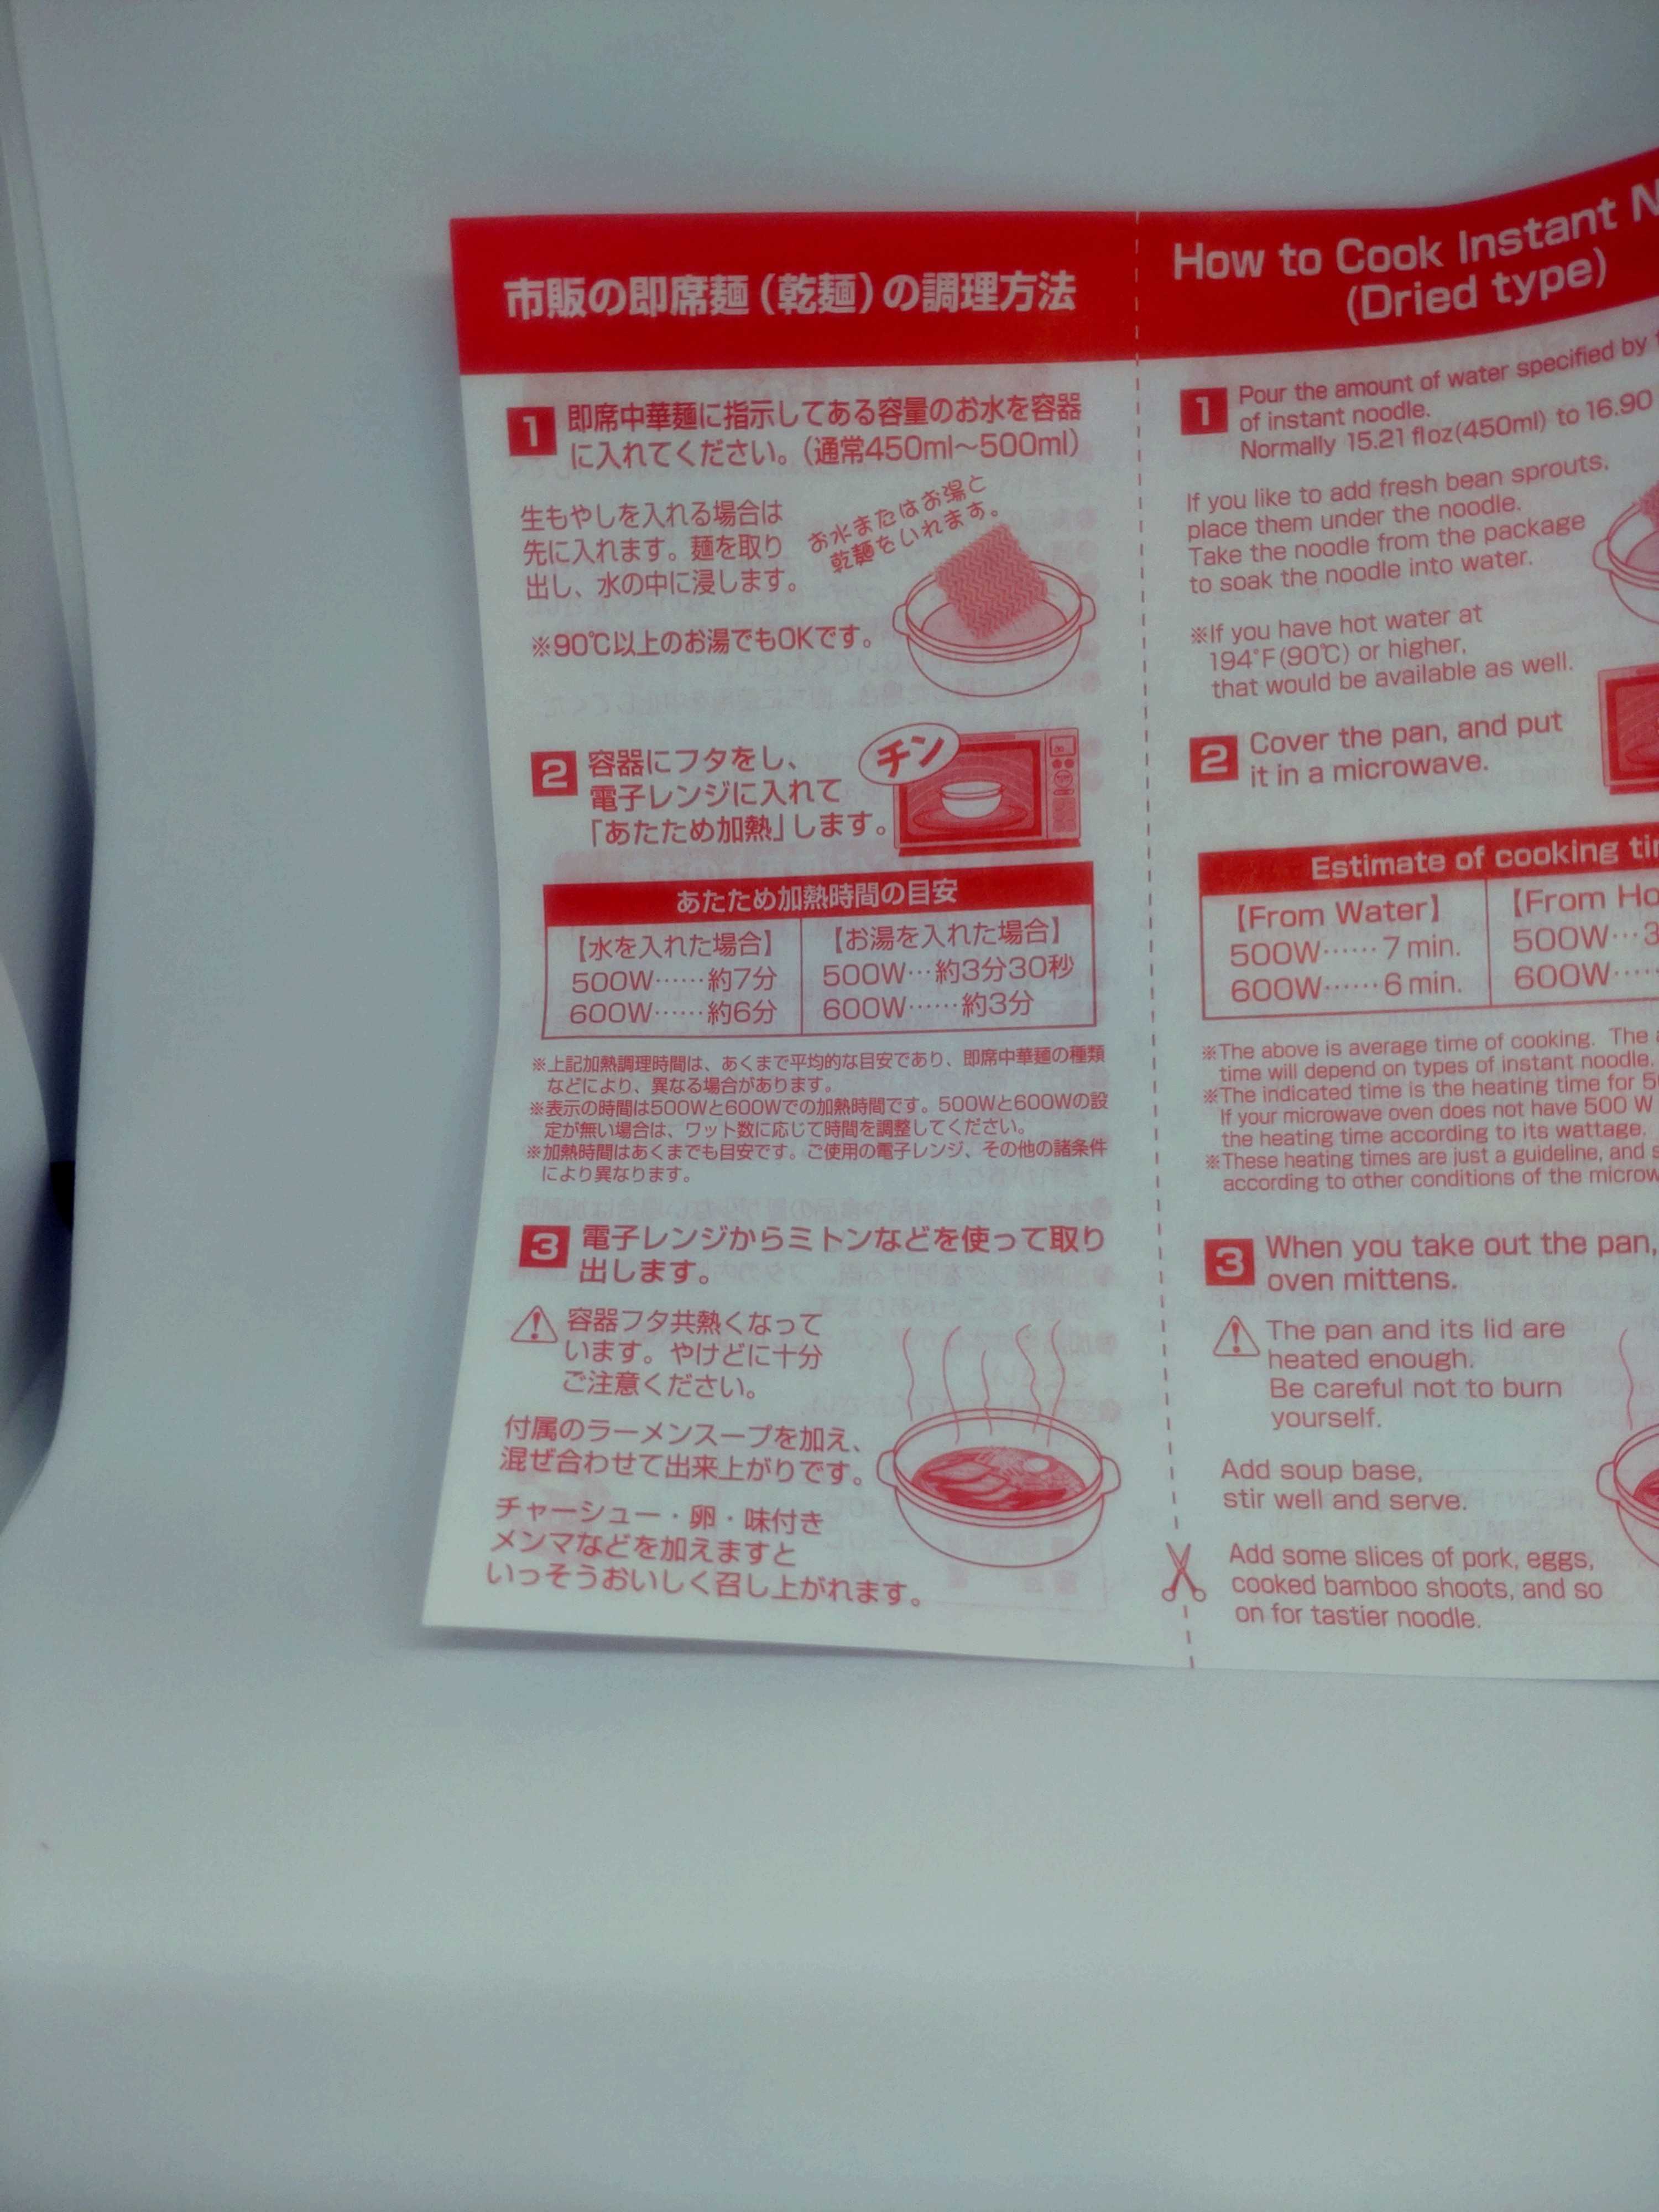 市販の即席麺（乾麺）の調理方法
1 即席中華麺に指示してある容量のお水を容器
に入れてください。（通常450ml～500ml）
生もやしを入れる場合は
先に入れます。麺を取り
出し、水の中に浸します。
お水またはお湯と
乾麺をいれます。
※90℃以上のお湯でもOKです。
2 容器にフタをし、
電子レンジに入れて
「あたため加熱」します。
チン
あたため加熱時間の目安
【水を入れた場合】
500W……約7分
600W……約6分
【お湯を入れた場合】
500W…約3分30秒
600W……約3分
※上記加熱調理時間は、あくまで平均的な目安であり、即席中華麺の種類
などにより、異なる場合があります。
※表示の時間は500Wと600Wでの加熱時間です。500Wと600Wの設
定が無い場合は、ワット数に応じて時間を調整してください。
※加熱時間はあくまでも目安です。ご使用の電子レンジ、その他の諸条件
により異なります。
3 電子レンジからミトンなどを使って取り
出します。
容器フタ共熱くなって
います。やけどに十分
ご注意ください。
付属のラーメンスープを加え、
混ぜ合わせて出来上がりです。
チャーシュー・卵・味付き
メンマなどを加えますと
いっそうおいしく召し上がれます。
How to Cook Instant
(Dried type)
1 Pour the amount of water specified by
of instant noodle.
Normally 15.21 floz(450ml) to 16.90
If you like to add fresh bean sprouts,
place them under the noodle.
Take the noodle from the package
to soak the noodle into water.
※If you have hot water at
194°F(90℃) or higher,
that would be available as well.
2 Cover the pan, and put
it in a microwave.
Estimate of cooking
【From Water】
500W……7 min.
600W……6 min.
【From
500W…3
600W……
※The above is average time of cooking. The
time will depend on types of instant noodle.
※The indicated time is the heating time for
If your microwave oven does not have 500 W
the heating time according to its wattage.
※These heating times are just a guideline, and
according to other conditions of the
3 When you take out the pan,
oven mittens.
The pan and its lid are
heated enough.
Be careful not to burn
yourself.
Add soup base,
stir well and serve.
Add some slices of pork, eggs,
cooked bamboo shoots, and so
on for tastier noodle.